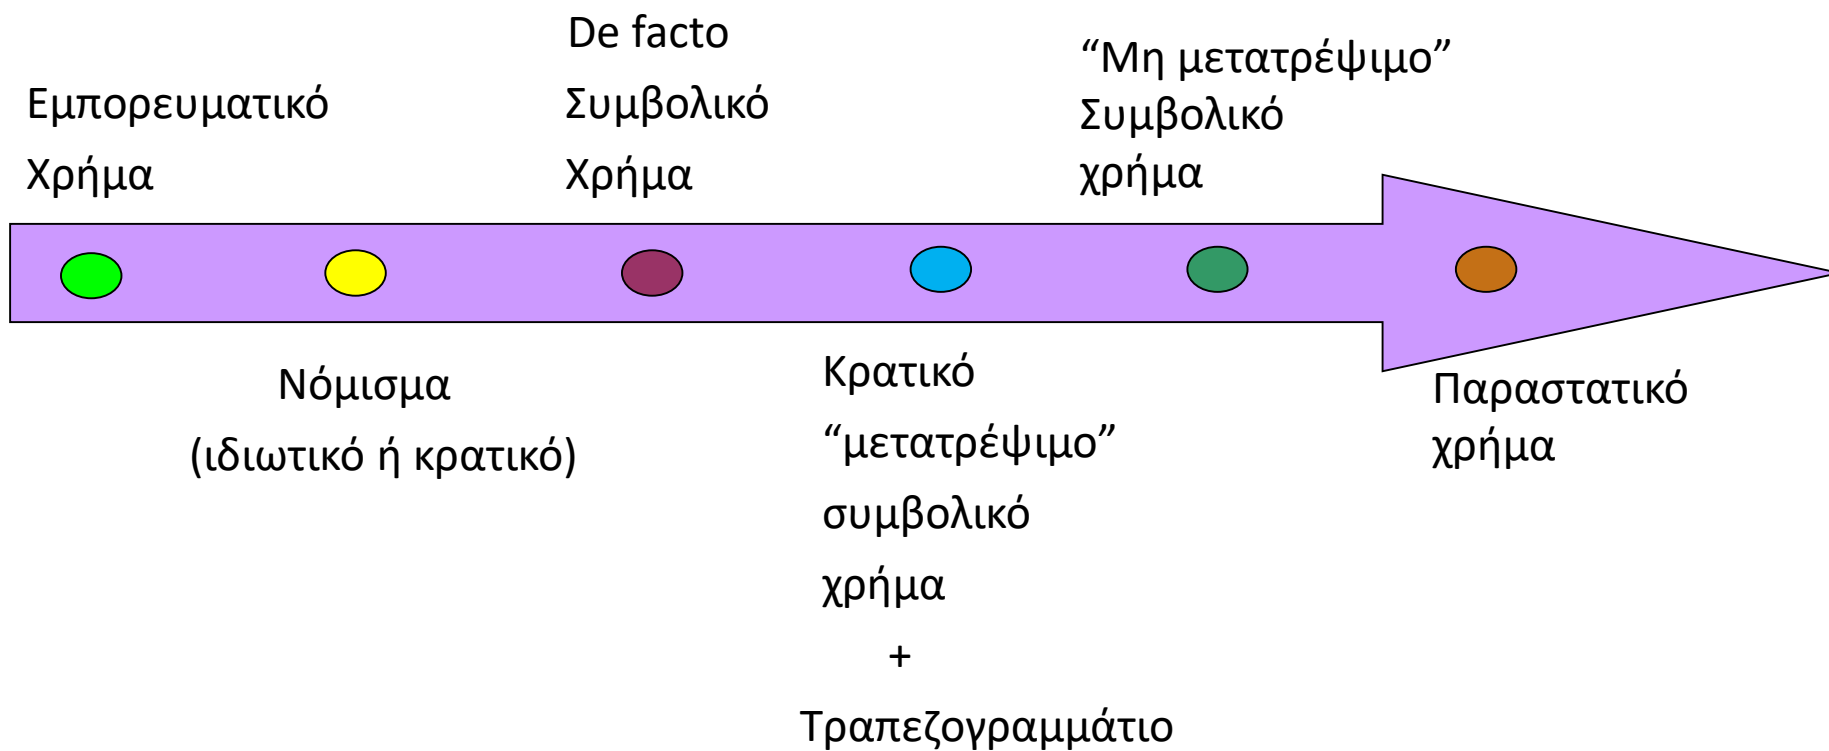 Εμπορευματικό
Χρήμα
Νόμισμα
(ιδιωτικό ή κρατικό)
De facto
Συμβολικό
Χρήμα
Κρατικό
“μετατρέψιμο”
συμβολικό
χρήμα
+
Τραπεζογραμμάτιο
“Μη μετατρέψιμο”
Συμβολικό
χρήμα
Παραστατικό
χρήμα